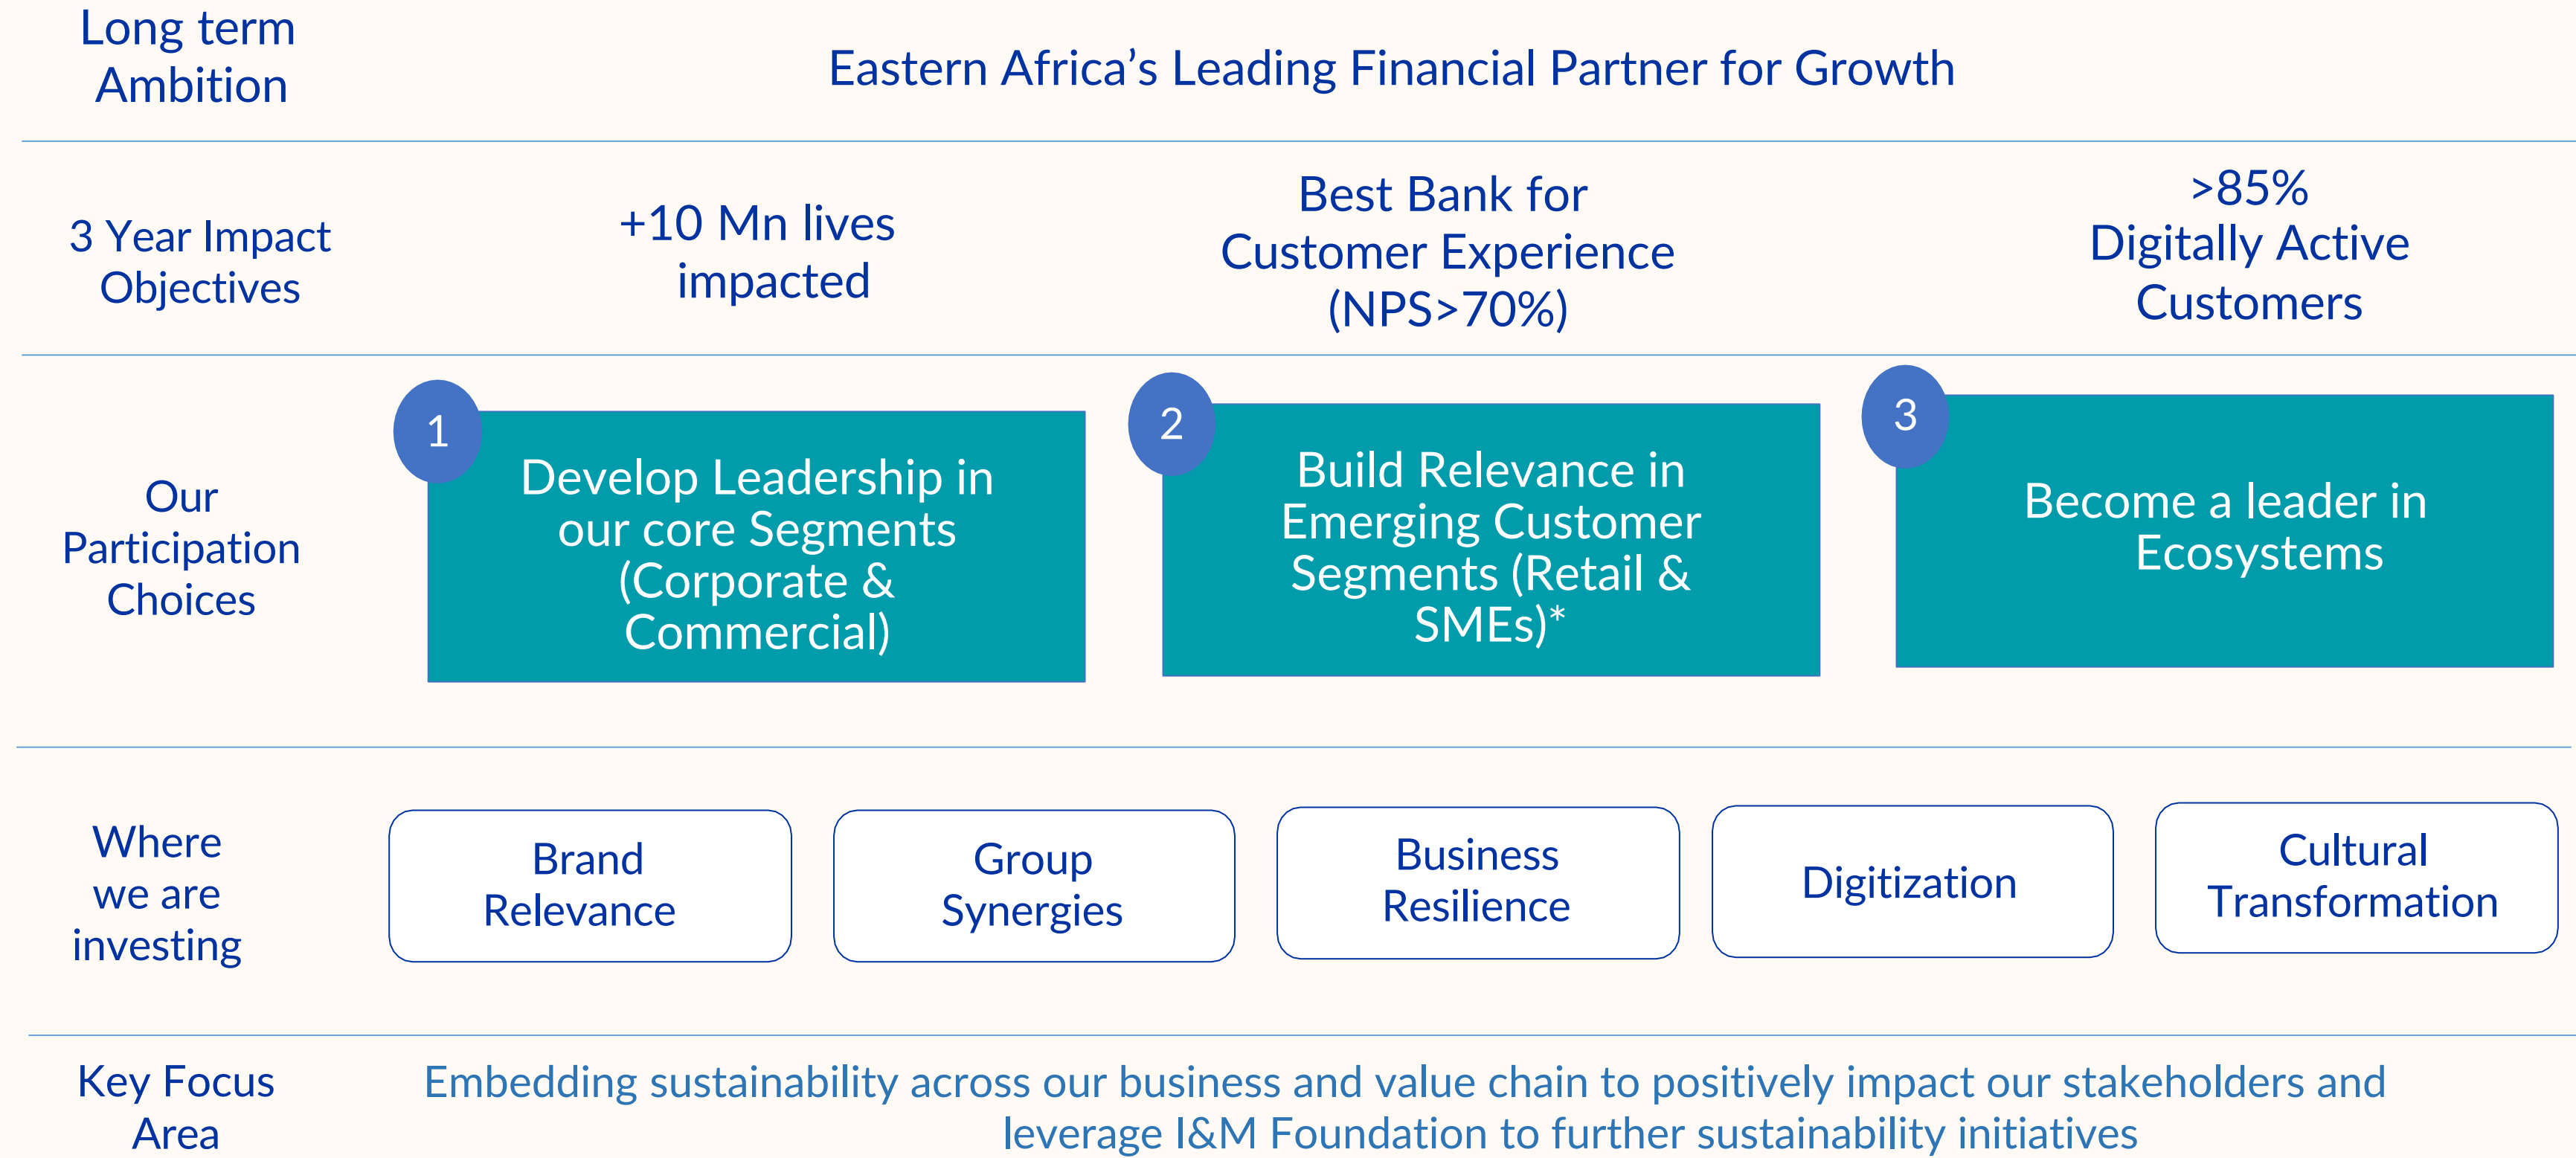 Long term
Ambition
Eastern Africa’s Leading Financial Partner for Growth
3 Year Impact
Objectives
+10 Mn lives
impacted
Best Bank for
Customer Experience
(NPS>70%)
>85%
Digitally Active
Customers
Our
Participation
Choices
1
Develop Leadership in
our core Segments
(Corporate &
Commercial)
2
Build Relevance in
Emerging Customer
Segments (Retail &
SMEs)*
3
Become a leader in
Ecosystems
Where
we are
investing
Brand
Relevance
Group
Synergies
Business
Resilience
Digitization
Cultural
Transformation
Key Focus
Area
Embedding sustainability across our business and value chain to positively impact our stakeholders and
leverage I&M Foundation to further sustainability initiatives